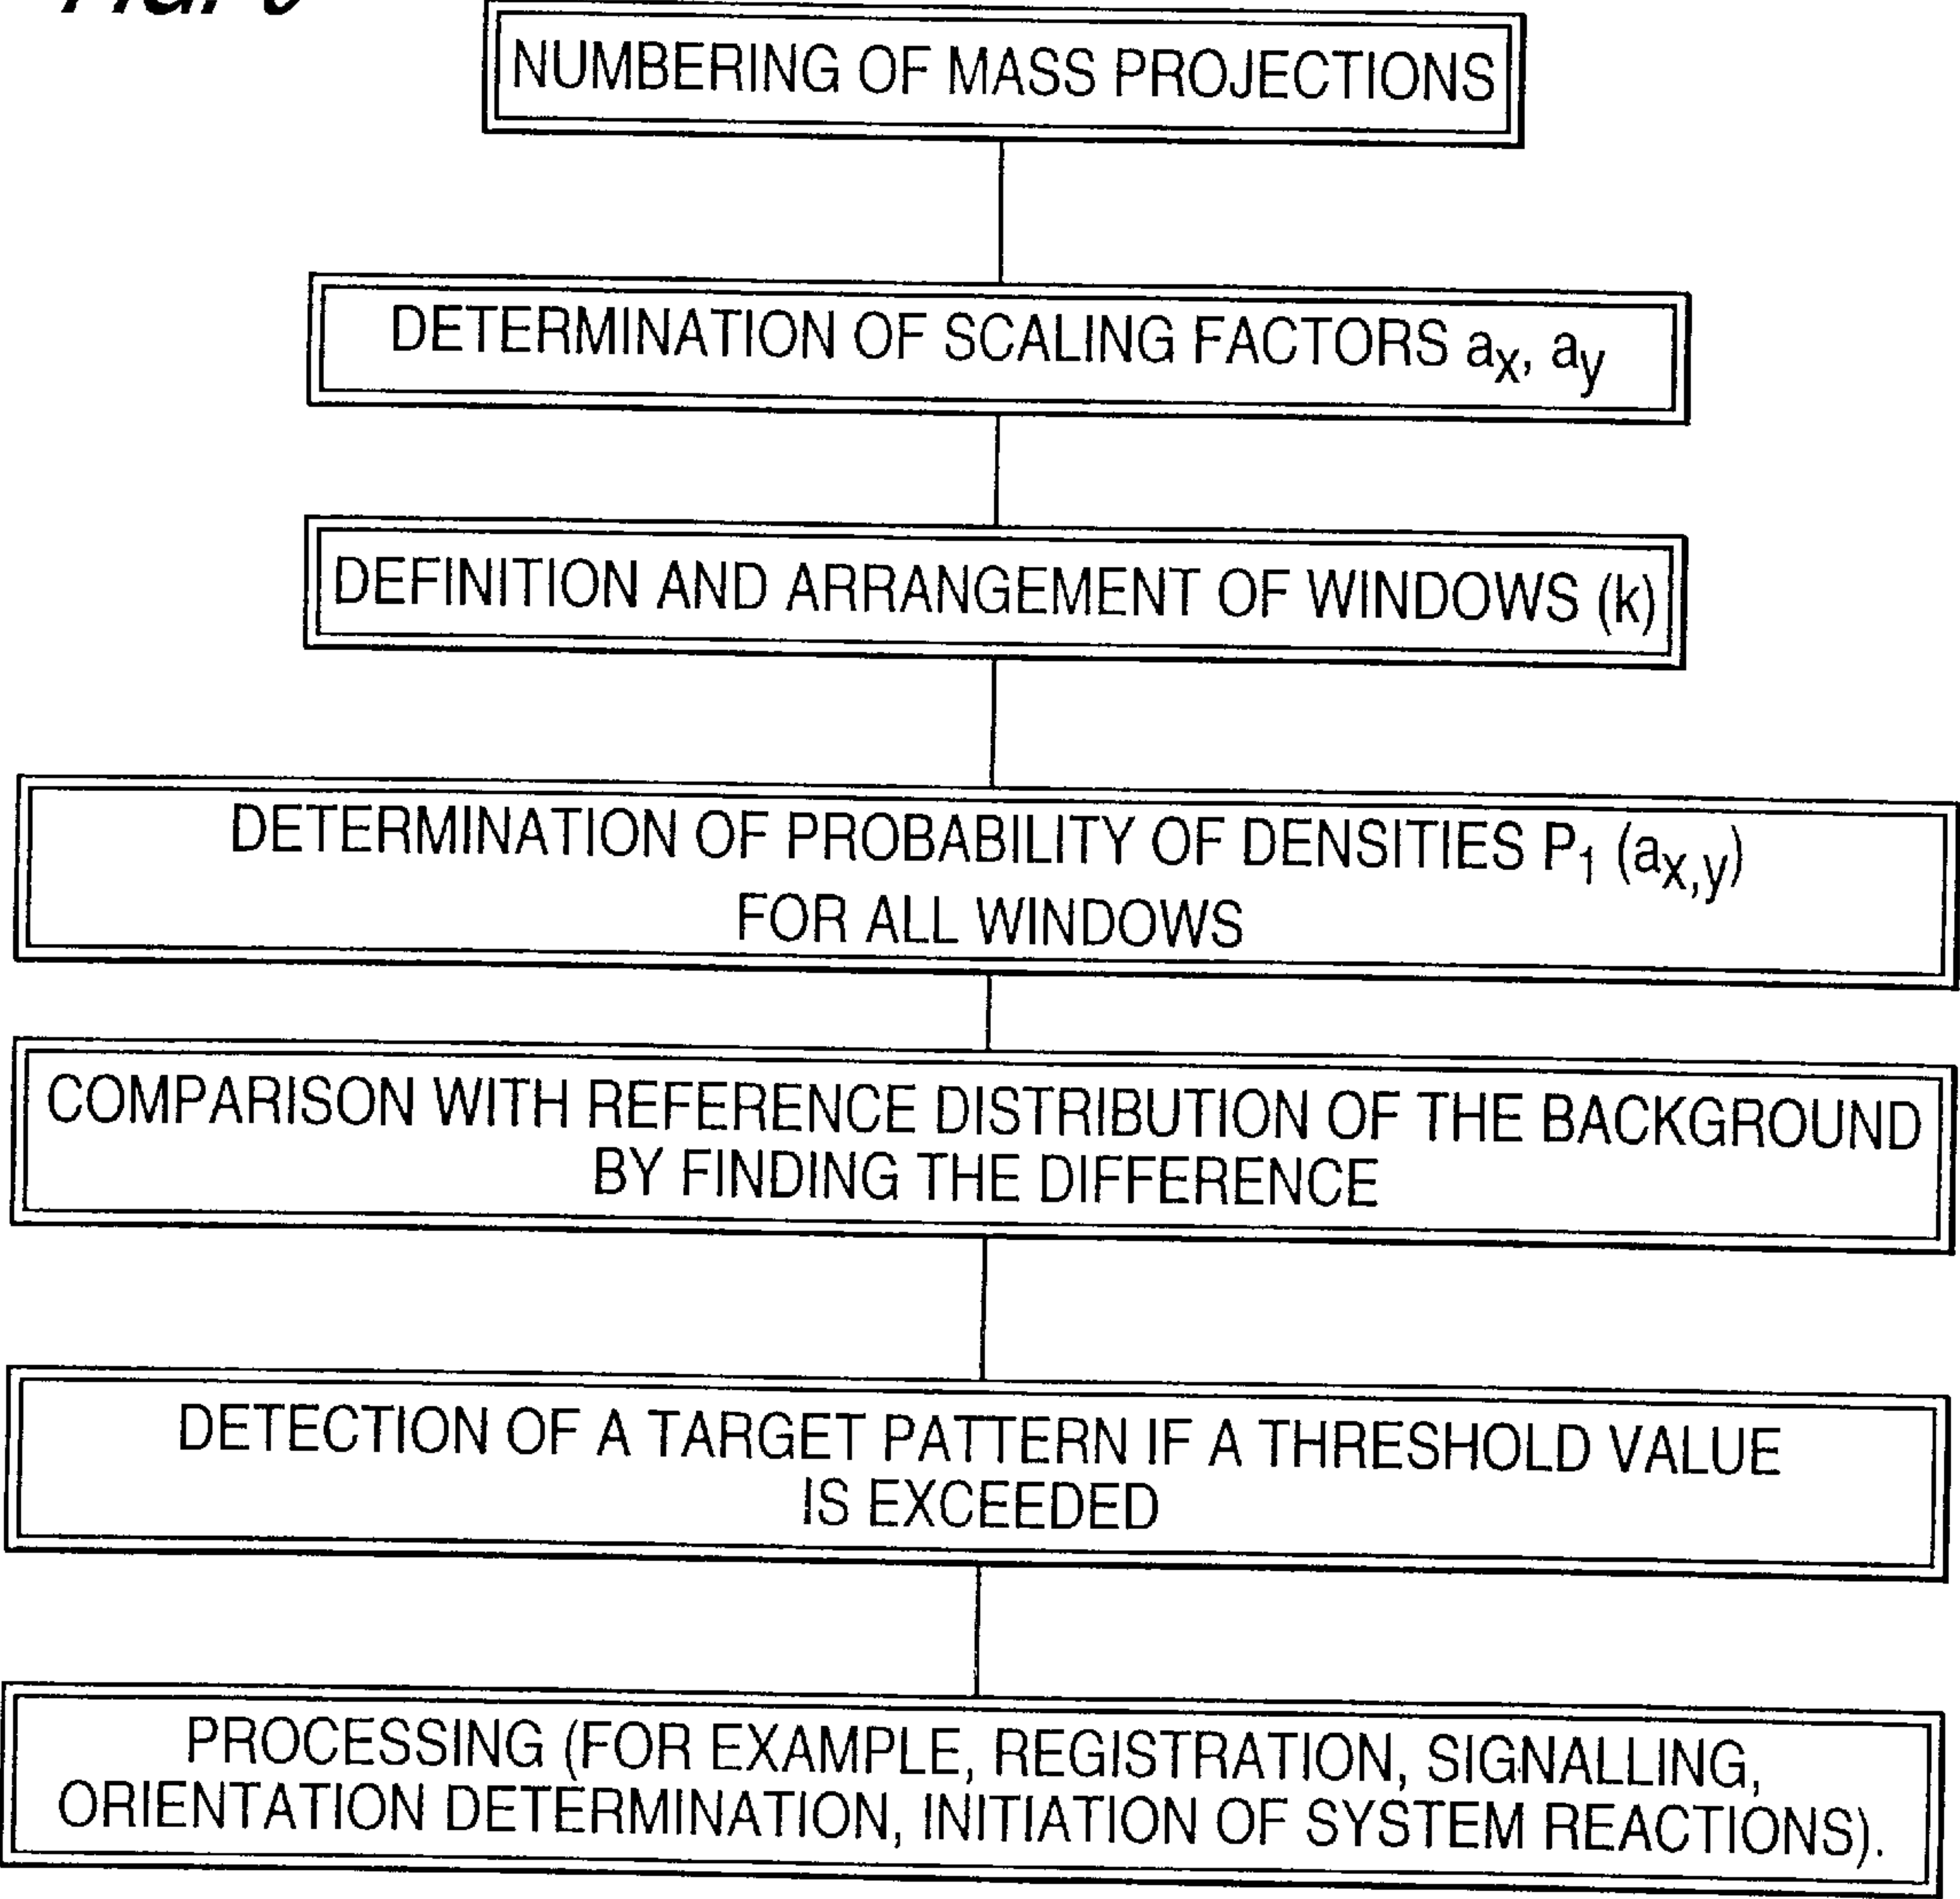 NUMBERING OF MASS PROJECTIONS
DETERMINATION OF SCALING FACTORS aₓ, a_y
DEFINITION AND ARRANGEMENT OF WINDOWS (k)
DETERMINATION OF PROBABILITY OF DENSITIES P₁ (a_x,y)
FOR ALL WINDOWS
COMPARISON WITH REFERENCE DISTRIBUTION OF THE BACKGROUND
BY FINDING THE DIFFERENCE
DETECTION OF A TARGET PATTERN IF A THRESHOLD VALUE
IS EXCEEDED
PROCESSING (FOR EXAMPLE, REGISTRATION, SIGNALLING,
ORIENTATION DETERMINATION, INITIATION OF SYSTEM REACTIONS).